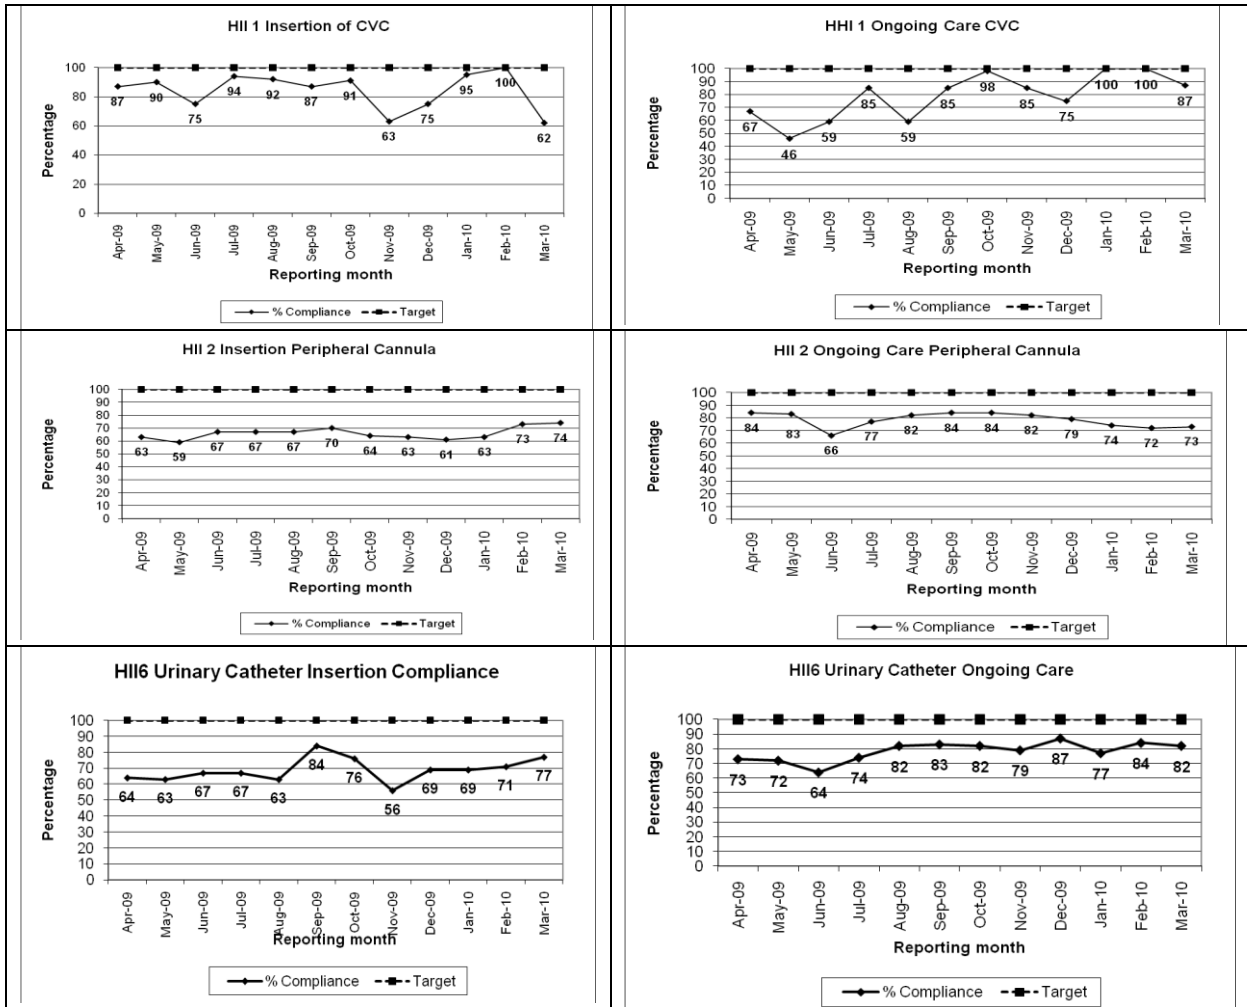 HII 1 Insertion of CVC
Percentage
100
80
60
40
20
0
87 90 75 94 92 87 91 63 75 95 100 62
Apr-09 May-09 Jun-09 Jul-09 Aug-09 Sep-09 Oct-09 Nov-09 Dec-09 Jan-10 Feb-10 Mar-10
Reporting month
% Compliance Target
HHI 1 Ongoing Care CVC
Percentage
100
90
80
70
60
50
40
30
20
10
0
67 46 59 85 59 85 98 85 75 100 100 87
Apr-09 May-09 Jun-09 Jul-09 Aug-09 Sep-09 Oct-09 Nov-09 Dec-09 Jan-10 Feb-10 Mar-10
Reporting month
% Compliance Target
HII 2 Insertion Peripheral Cannula
Percentage
100
90
80
70
60
50
40
30
20
10
0
63 59 67 67 67 70 64 63 61 63 73 74
Apr-09 May-09 Jun-09 Jul-09 Aug-09 Sep-09 Oct-09 Nov-09 Dec-09 Jan-10 Feb-10 Mar-10
Reporting month
% Compliance Target
HII 2 Ongoing Care Peripheral Cannula
Percentage
100
90
80
70
60
50
40
30
20
10
0
84 83 66 77 82 84 84 82 79 74 72 73
Apr-09 May-09 Jun-09 Jul-09 Aug-09 Sep-09 Oct-09 Nov-09 Dec-09 Jan-10 Feb-10 Mar-10
Reporting month
% Compliance Target
HII6 Urinary Catheter Insertion Compliance
Percentage
100
90
80
70
60
50
40
30
20
10
0
64 63 67 67 63 84 76 56 69 69 71 77
Apr-09 May-09 Jun-09 Jul-09 Aug-09 Sep-09 Oct-09 Nov-09 Dec-09 Jan-10 Feb-10 Mar-10
Reporting month
% Compliance Target
HII6 Urinary Catheter Ongoing Care
Percentage
100
90
80
70
60
50
40
30
20
10
0
73 72 64 74 82 83 82 79 87 77 84 82
Apr-09 May-09 Jun-09 Jul-09 Aug-09 Sep-09 Oct-09 Nov-09 Dec-09 Jan-10 Feb-10 Mar-10
Reporting month
% Compliance Target